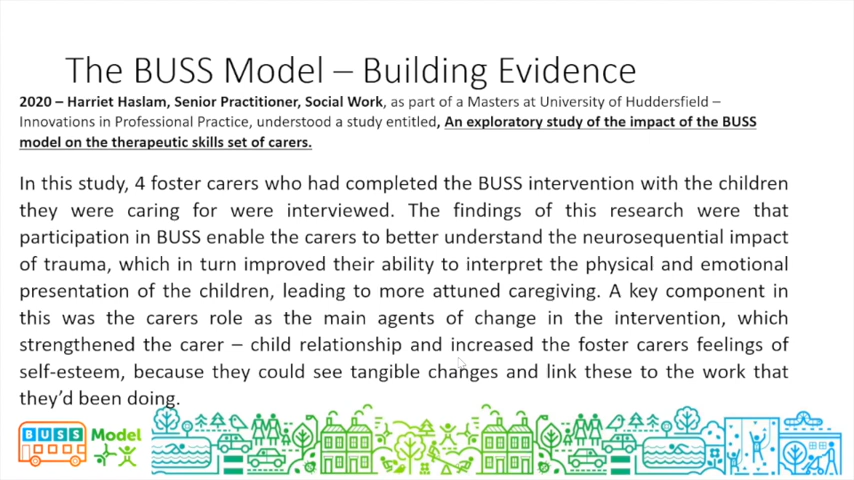 The BUSS Model – Building Evidence
2020 – Harriet Haslam, Senior Practitioner, Social Work, as part of a Masters at University of Huddersfield –
Innovations in Professional Practice, understood a study entitled, An exploratory study of the impact of the BUSS
model on the therapeutic skills set of carers.
In this study, 4 foster carers who had completed the BUSS intervention with the children
they were caring for were interviewed. The findings of this research were that
participation in BUSS enable the carers to better understand the neurosequential impact
of trauma, which in turn improved their ability to interpret the physical and emotional
presentation of the children, leading to more attuned caregiving. A key component in
this was the carers role as the main agents of change in the intervention, which
strengthened the carer – child relationship and increased the foster carers feelings of
self-esteem, because they could see tangible changes and link these to the work that
they'd been doing.
BUSS Model